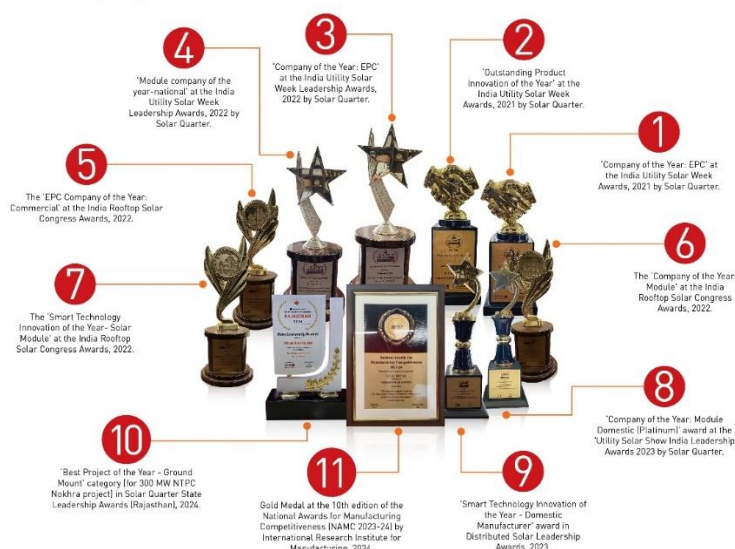 1
'Company of the Year: EPC' at
the India Utility Solar Week
Awards, 2021 by Solar Quarter.
2
'Outstanding Product
Innovation of the Year' at the
India Utility Solar Week
Awards, 2021 by Solar Quarter.
3
'Company of the Year: EPC'
at the India Utility Solar
Week Leadership Awards,
2022 by Solar Quarter.
4
'Module company of the
year-national' at the India
Utility Solar Week
Leadership Awards, 2022 by
Solar Quarter.
5
The 'EPC Company of the Year:
Commercial' at the India Rooftop Solar
Congress Awards, 2022.
6
The 'Company of the Year
Module' at the India
Rooftop Solar Congress
Awards, 2022.
7
The 'Smart Technology
Innovation of the Year- Solar
Module' at the India Rooftop
Solar Congress Awards, 2022.
8
'Company of the Year: Module
Domestic (Platinum)' award at the
'Utility Solar Show India Leadership
Awards 2023 by Solar Quarter.
9
'Smart Technology Innovation of
the Year - Domestic
Manufacturer' award in
Distributed Solar Leadership
Awards, 2023
10
'Best Project of the Year - Ground
Mount' category (for 300 MW NTPC
Nokhra project) in Solar Quarter State
Leadership Awards (Rajasthan), 2024
11
Gold Medal at the 10th edition of the
National Awards for Manufacturing
Competitiveness (NAMC 2023-24) by
International Research Institute for
Manufacturing, 2024
RAJASTHAN
2024
National Award for
Manufacturing Competitiveness